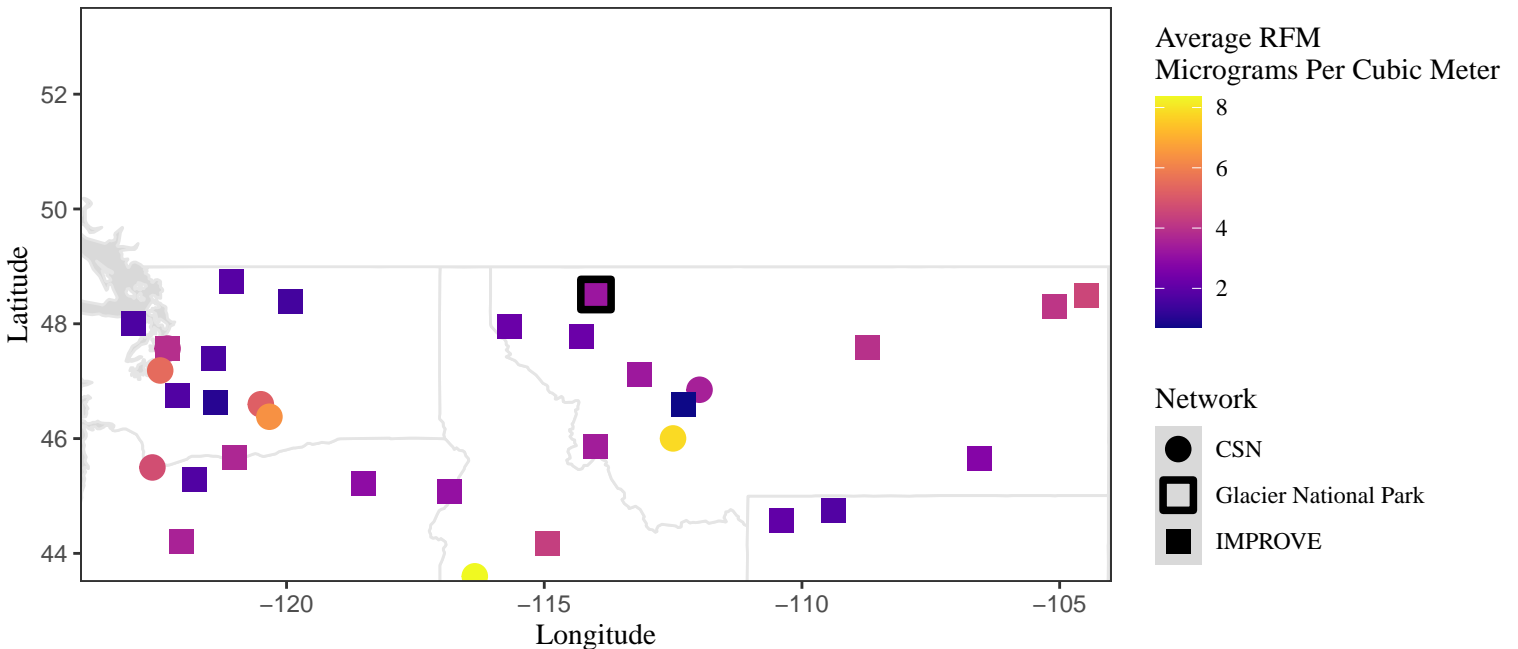 Average RFM
Micrograms Per Cubic Meter
8
6
4
2
Network
CSN
Glacier National Park
IMPROVE
Latitude
52
50
48
46
44
−120
−115
−110
−105
Longitude